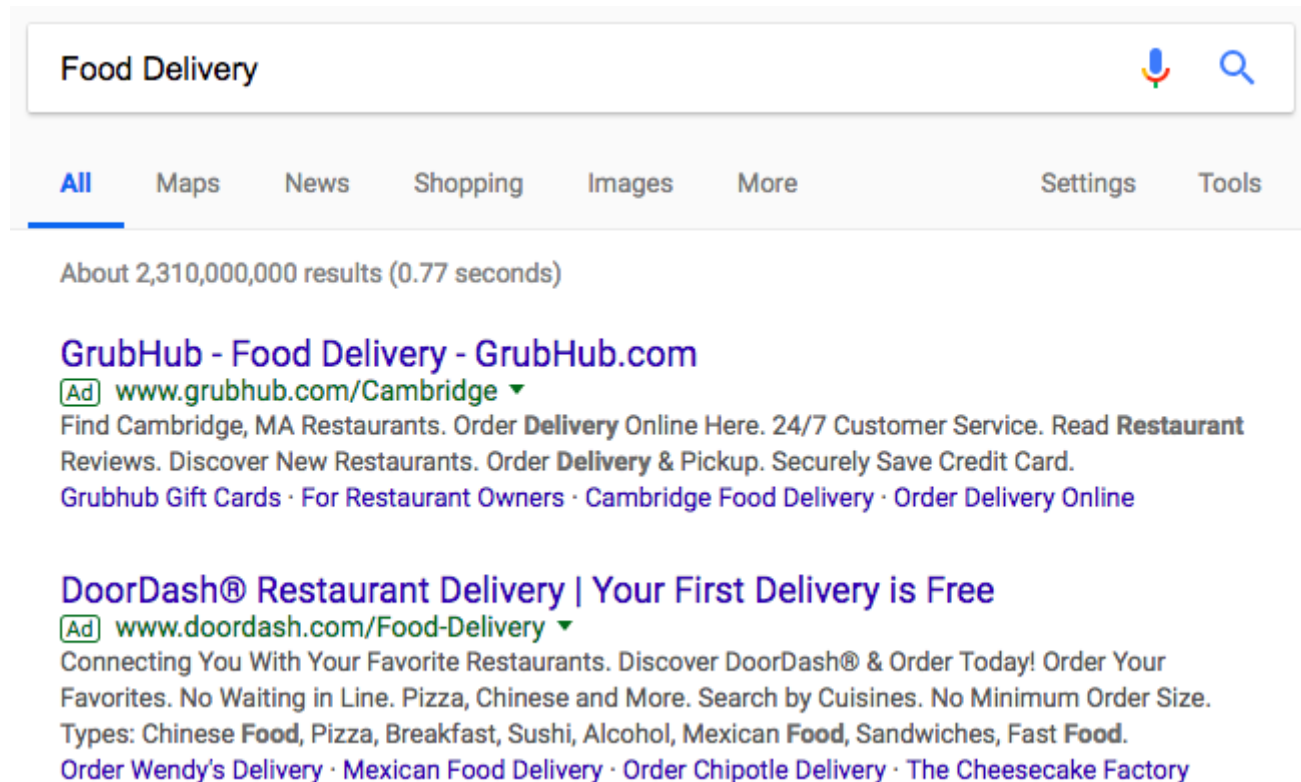 Food Delivery
All Maps News Shopping Images More Settings Tools
About 2,310,000,000 results (0.77 seconds)
GrubHub - Food Delivery - GrubHub.com
Ad www.grubhub.com/Cambridge
Find Cambridge, MA Restaurants. Order Delivery Online Here. 24/7 Customer Service. Read Restaurant
Reviews. Discover New Restaurants. Order Delivery & Pickup. Securely Save Credit Card.
Grubhub Gift Cards · For Restaurant Owners · Cambridge Food Delivery · Order Delivery Online
DoorDash® Restaurant Delivery | Your First Delivery is Free
Ad www.doordash.com/Food-Delivery
Connecting You With Your Favorite Restaurants. Discover DoorDash® & Order Today! Order Your
Favorites. No Waiting in Line. Pizza, Chinese and More. Search by Cuisines. No Minimum Order Size.
Types: Chinese Food, Pizza, Breakfast, Sushi, Alcohol, Mexican Food, Sandwiches, Fast Food.
Order Wendy's Delivery · Mexican Food Delivery · Order Chipotle Delivery · The Cheesecake Factory